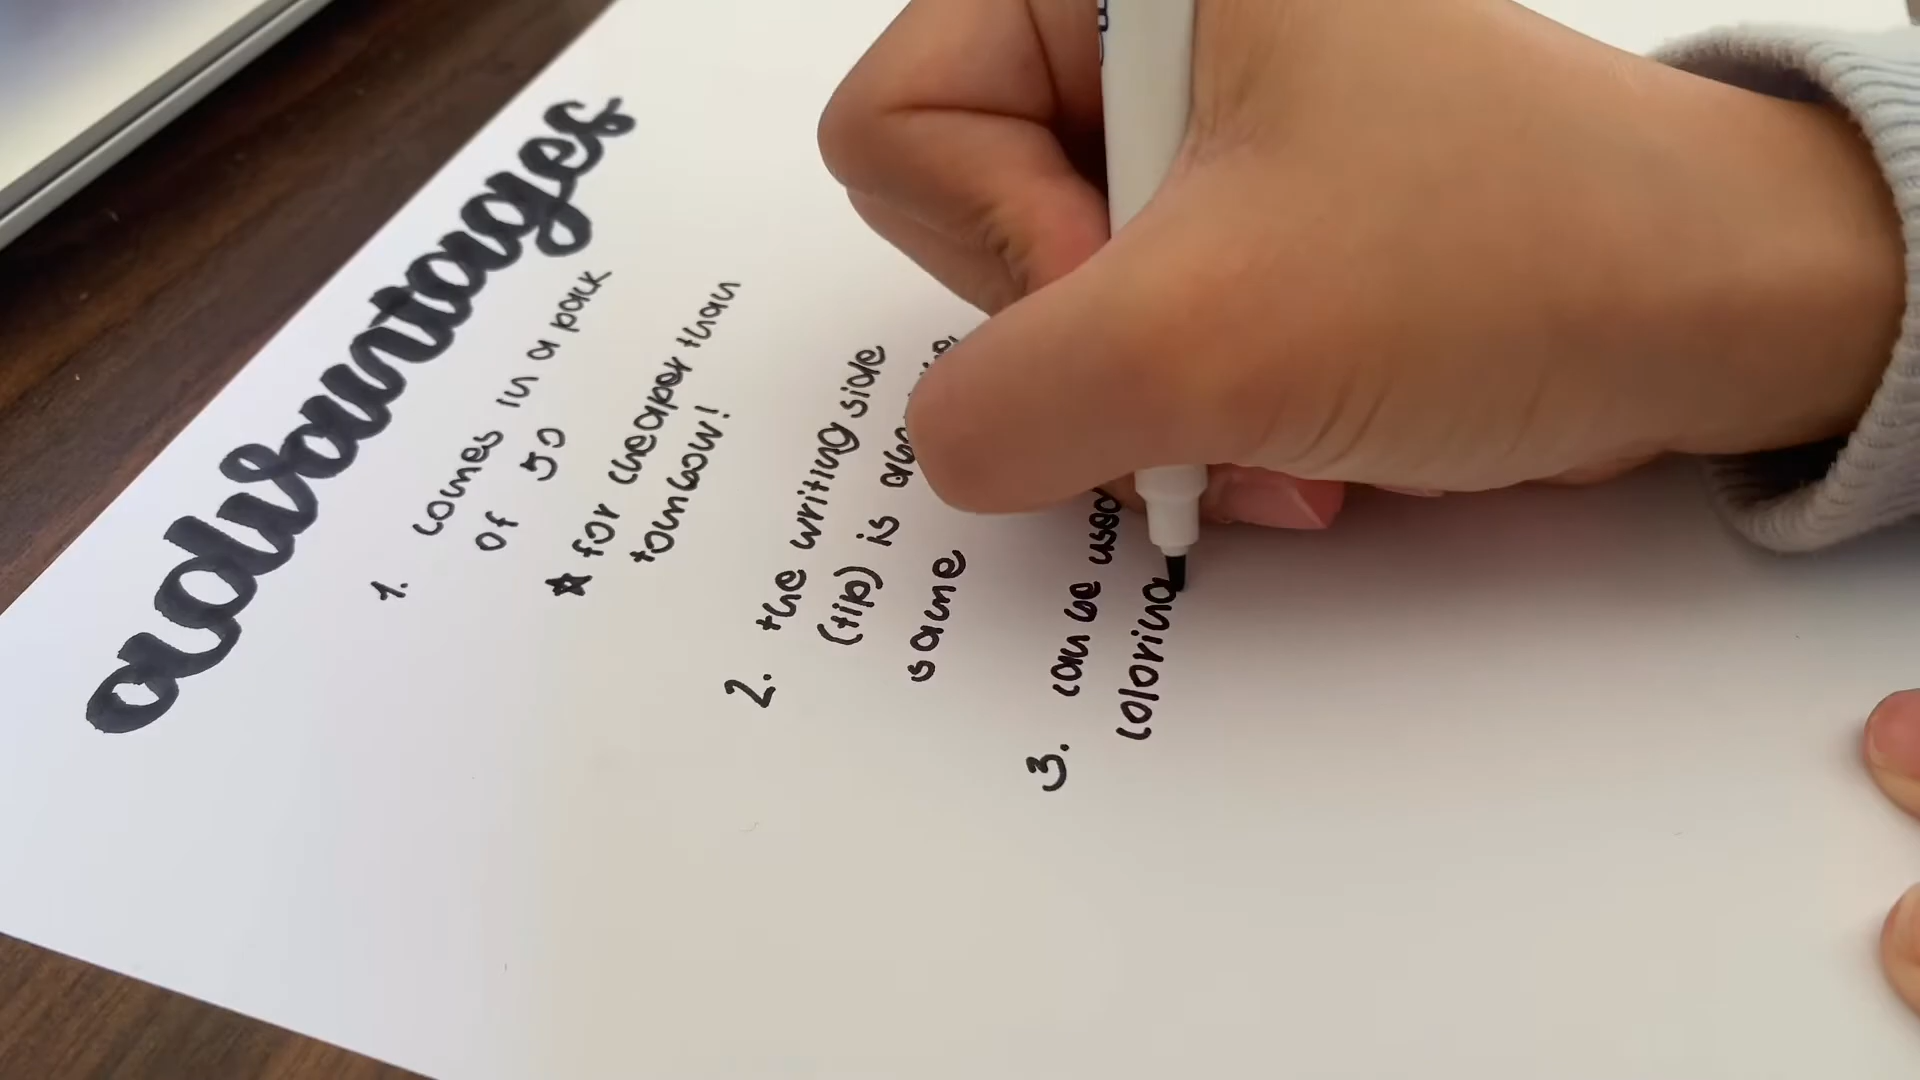 advantages
1. comes in a pack
of 50
☆ for cheaper than
tombow!
2. the writing side
(tip) is
same
3. can be used
coloring